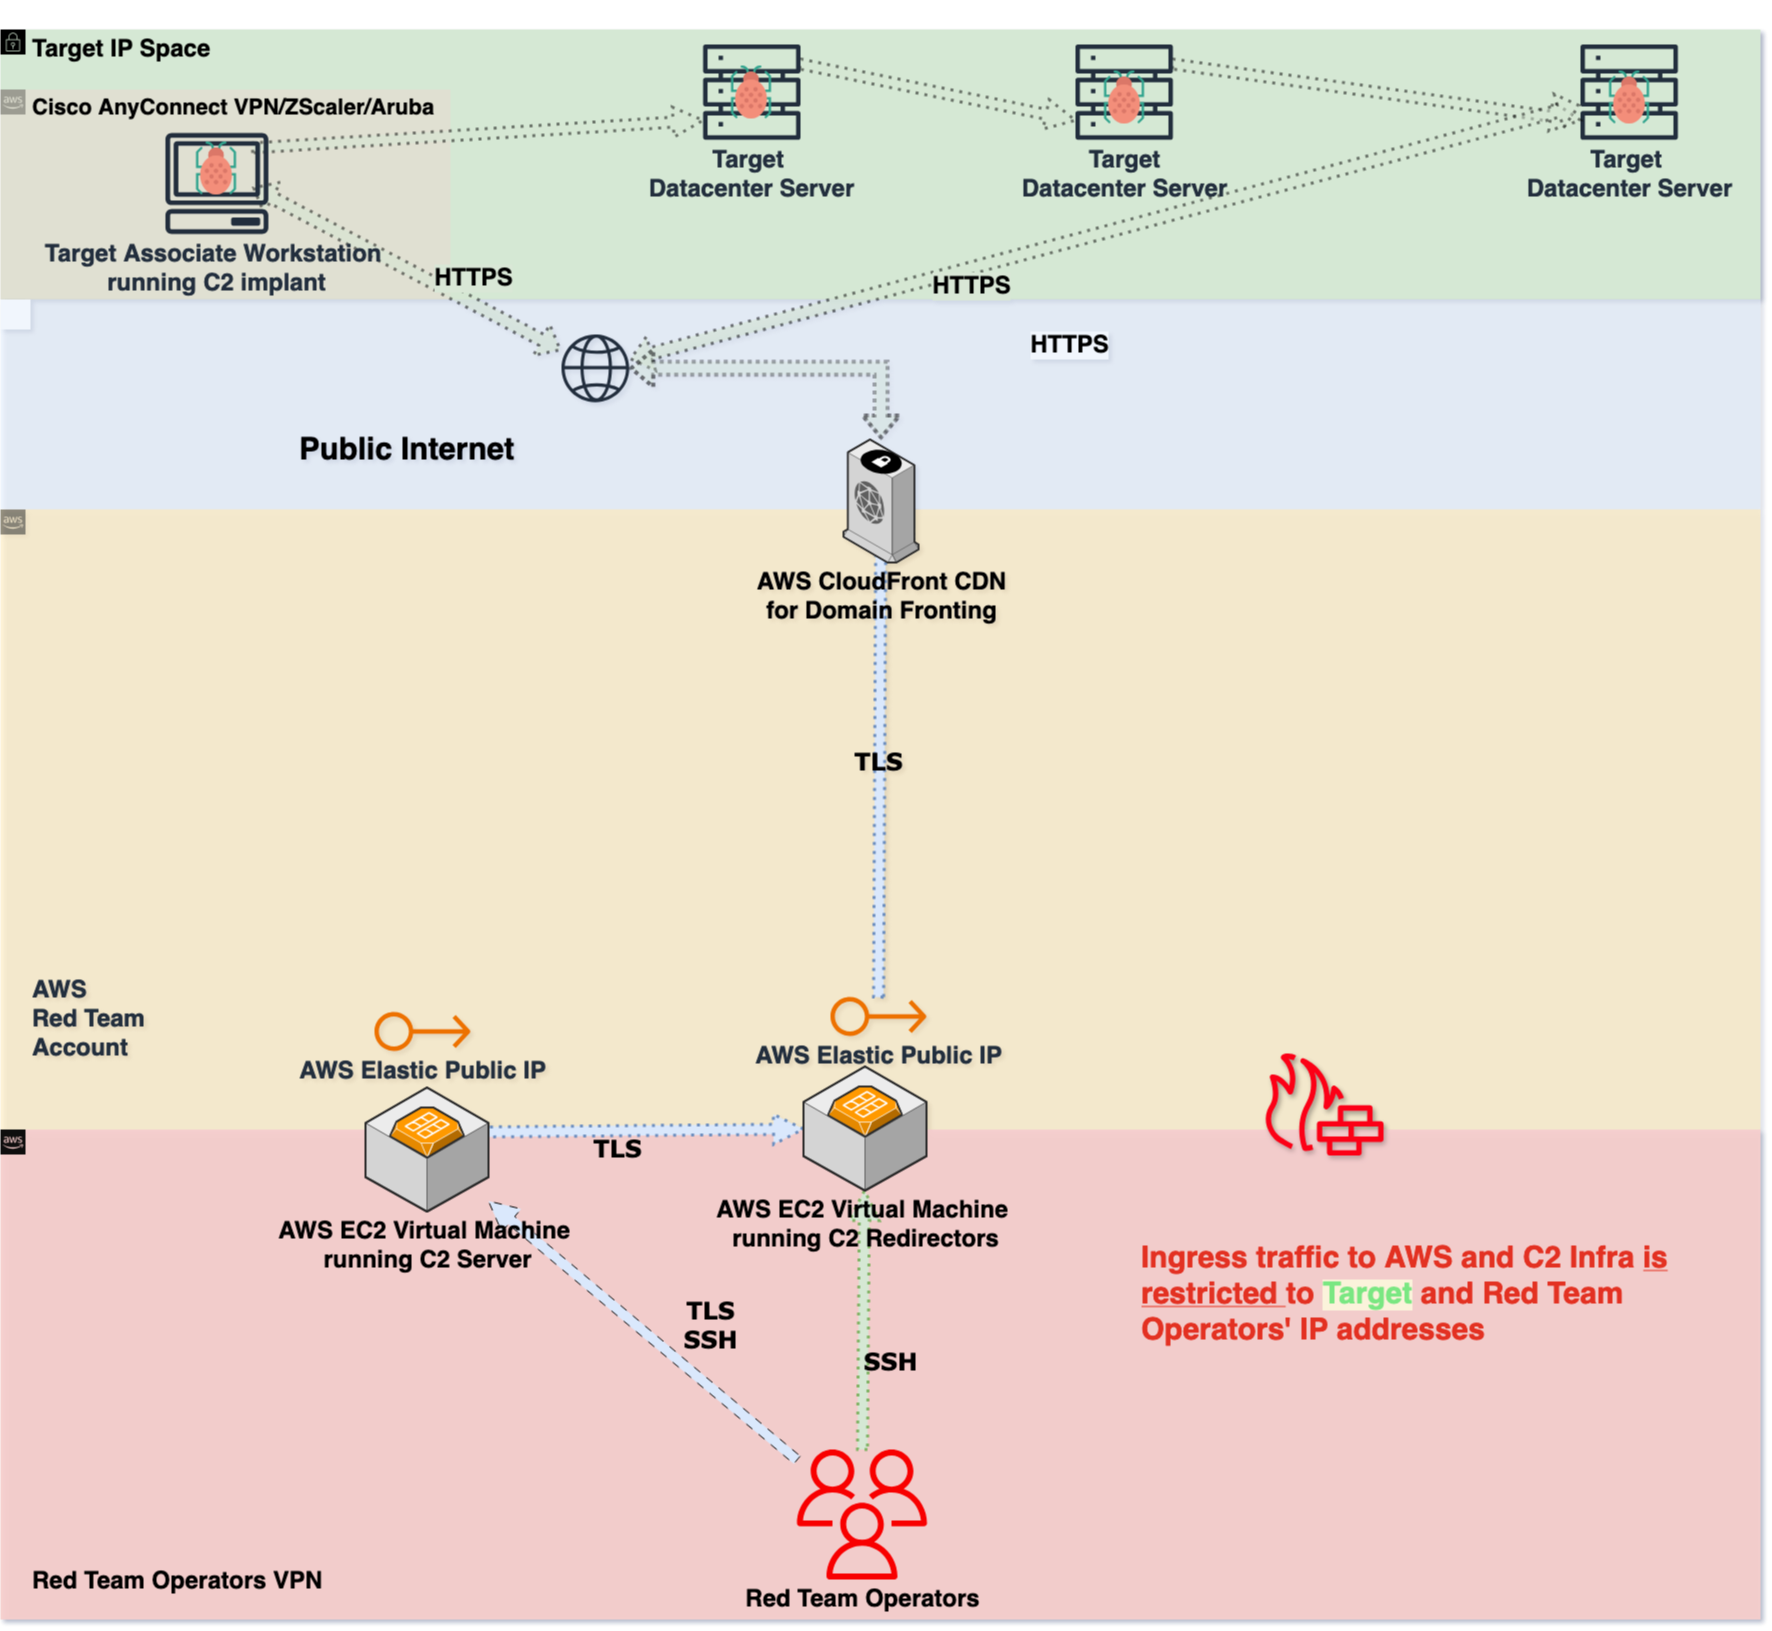 Target IP Space
aws
Cisco AnyConnect VPN/ZScaler/Aruba
Target
Datacenter Server
Target
Datacenter Server
Target
Datacenter Server
Target Associate Workstation
running C2 implant
HTTPS
HTTPS
HTTPS
Public Internet
aws
AWS CloudFront CDN
for Domain Fronting
TLS
AWS
Red Team
Account
AWS Elastic Public IP
AWS Elastic Public IP
aws
TLS
AWS EC2 Virtual Machine
running C2 Server
AWS EC2 Virtual Machine
running C2 Redirectors
Ingress traffic to AWS and C2 Infra is
restricted to Target and Red Team
Operators' IP addresses
TLS
SSH
SSH
Red Team Operators VPN
Red Team Operators